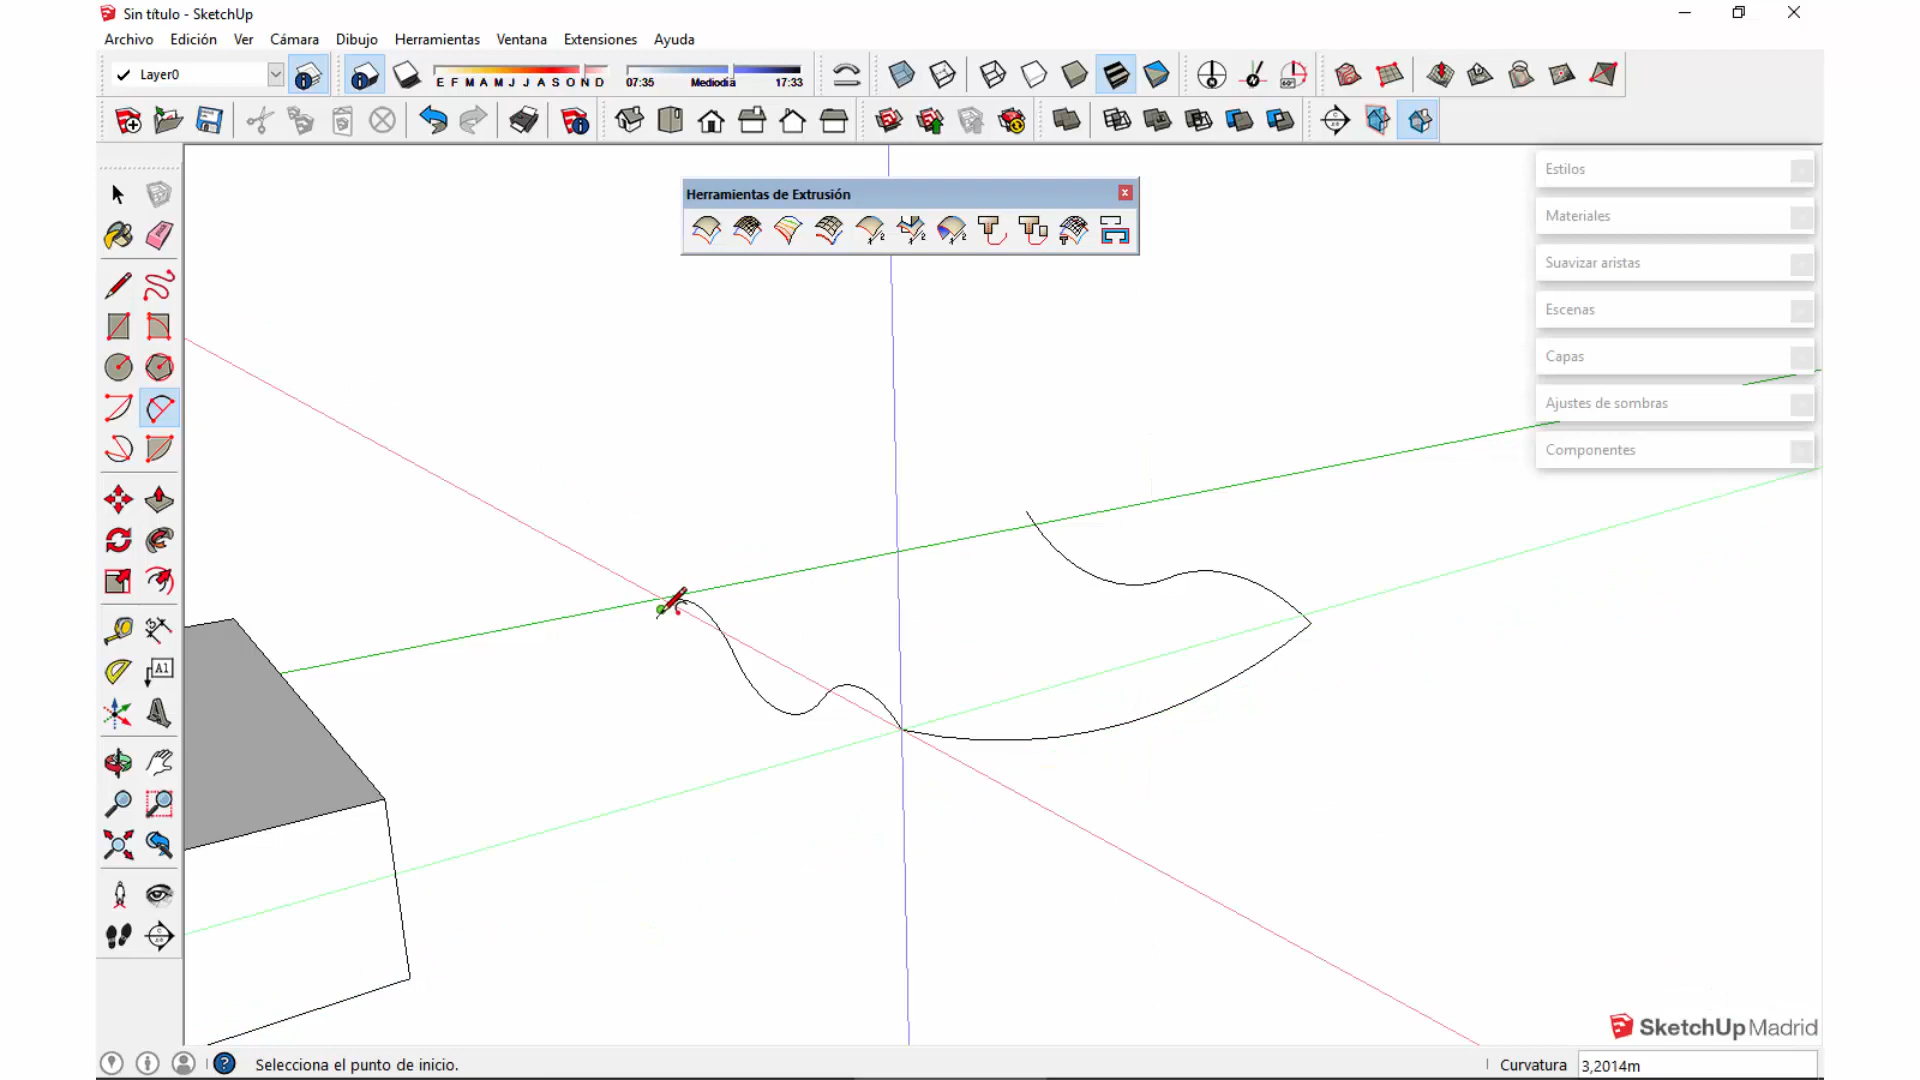 Sin título - SketchUp
Archivo Edición Ver Cámara Dibujo Herramientas Ventana Extensiones Ayuda
Layer0
E F M A M J J A S O N D
07:35 Mediodía 17:33
Herramientas de Extrusión
Estilos
Materiales
Suavizar aristas
Escenas
Capas
Ajustes de sombras
Componentes
A1
SketchUp Madrid
Selecciona el punto de inicio.
Curvatura 3,2014m